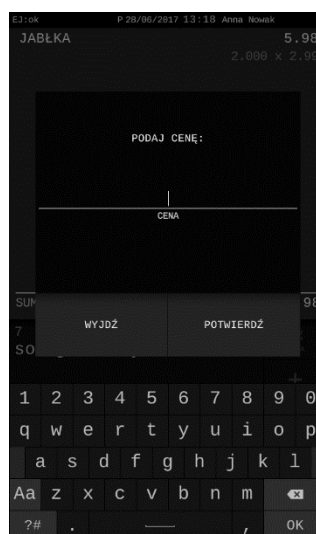 EJ:ok P 28/06/2017 13:18 Anna Nowak
JABŁKA 5.98
2.000 x 2.99
PODAJ CENĘ:
CENA
SUM 98
WYJDŹ POTWIERDŹ
7
so
1 2 3 4 5 6 7 8 9 0
q w e r t y u i o p
a s d f g h j k l
Aa z x c v b n m
?# . , OK